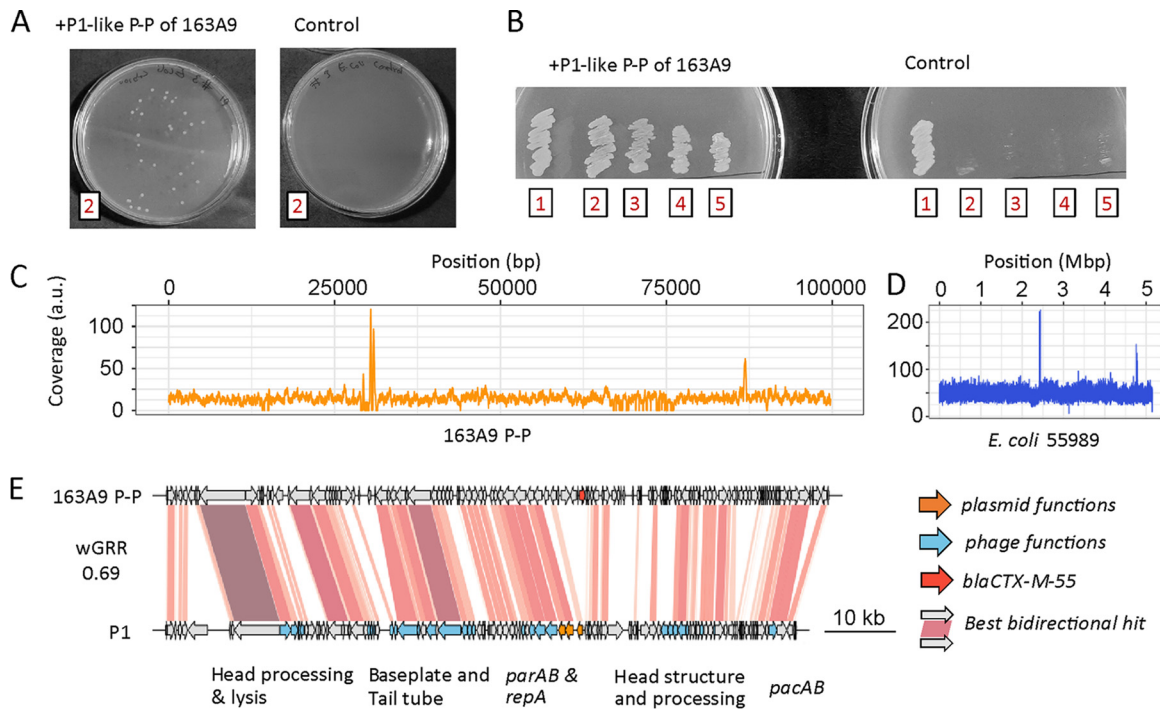 A
+P1-like P-P of 163A9
Control
2
2
B
+P1-like P-P of 163A9
Control
1
2
3
4
5
1
2
3
4
5
C
Position (bp)
0
25000
50000
75000
100000
Coverage (a.u.)
100
50
0
163A9 P-P
D
Position (Mbp)
0
1
2
3
4
5
200
100
0
E. coli 55989
E
163A9 P-P
wGRR
0.69
P1
10 kb
Head processing
& lysis
Baseplate and
Tail tube
parAB &
repA
Head structure
and processing
pacAB
plasmid functions
phage functions
blaCTX-M-55
Best bidirectional hit